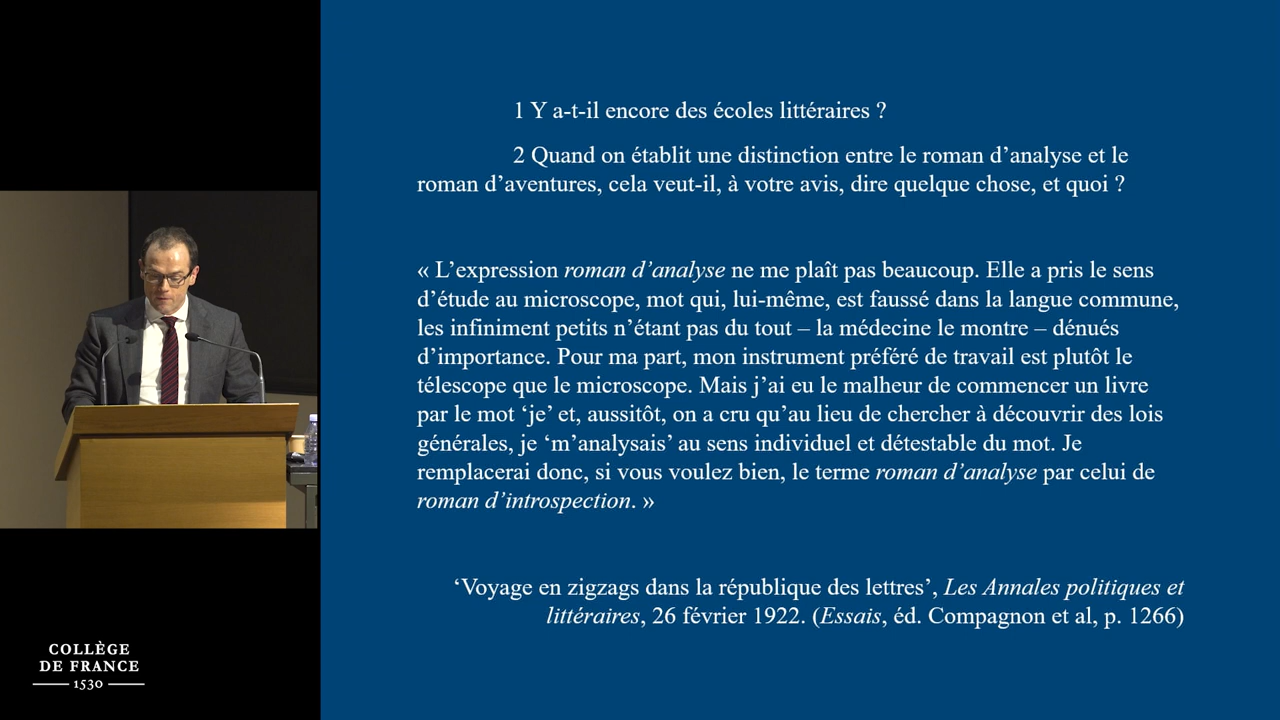 1 Y a-t-il encore des écoles littéraires ?
2 Quand on établit une distinction entre le roman d’analyse et le
roman d’aventures, cela veut-il, à votre avis, dire quelque chose, et quoi ?
« L’expression roman d’analyse ne me plaît pas beaucoup. Elle a pris le sens
d’étude au microscope, mot qui, lui-même, est faussé dans la langue commune,
les infiniment petits n’étant pas du tout – la médecine le montre – dénués
d’importance. Pour ma part, mon instrument préféré de travail est plutôt le
télescope que le microscope. Mais j’ai eu le malheur de commencer un livre
par le mot ‘je’ et, aussitôt, on a cru qu’au lieu de chercher à découvrir des lois
générales, je ‘m’analysais’ au sens individuel et détestable du mot. Je
remplacerai donc, si vous voulez bien, le terme roman d’analyse par celui de
roman d’introspection. »
‘Voyage en zigzags dans la république des lettres’, Les Annales politiques et
littéraires, 26 février 1922. (Essais, éd. Compagnon et al, p. 1266)
COLLÈGE
DE FRANCE
1530